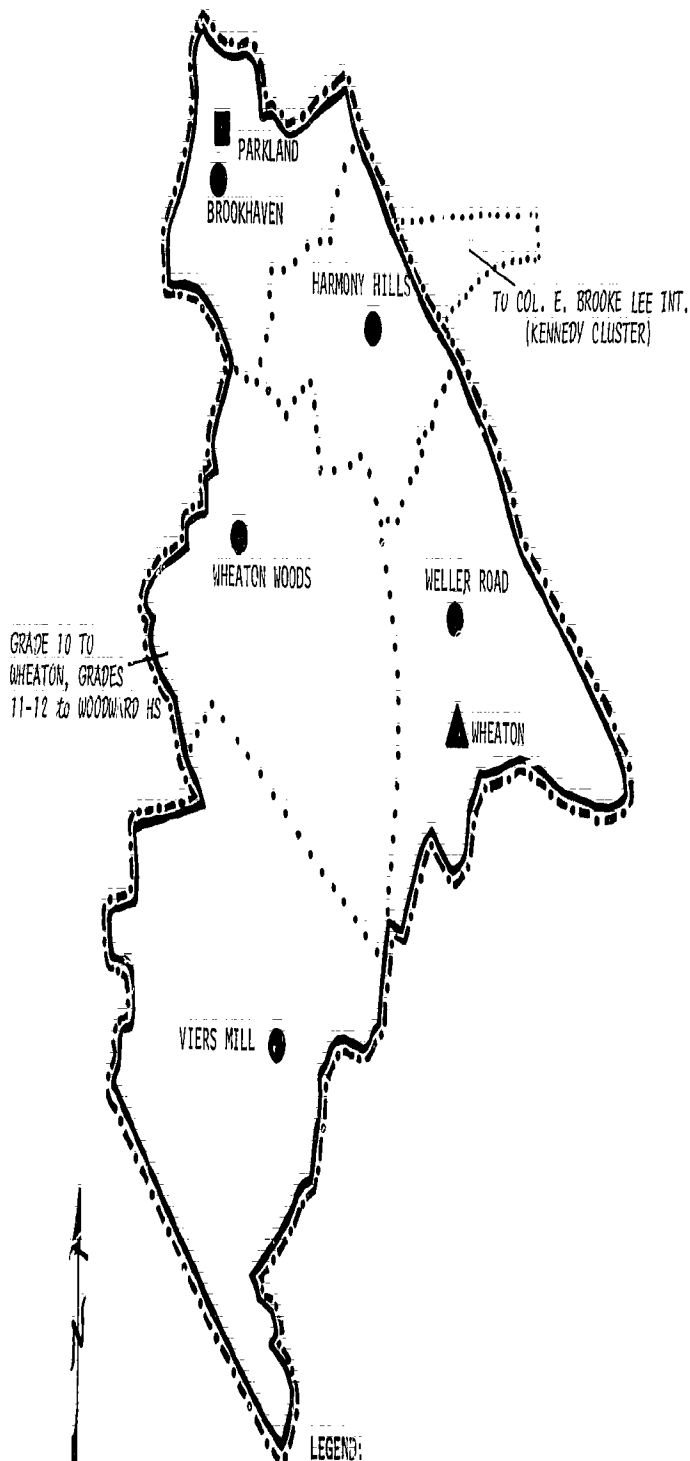 PARKLAND
BROOKHAVEN
HARMONY HILLS
TO COL. E. BROOKE LEE INT.
(KENNEDY CLUSTER)
WHEATON WOODS
WELLER ROAD
GRADE 10 TO
WHEATON, GRADES
11-12 to WOODWARD HS
WHEATON
VIERS MILL
N
LEGEND: